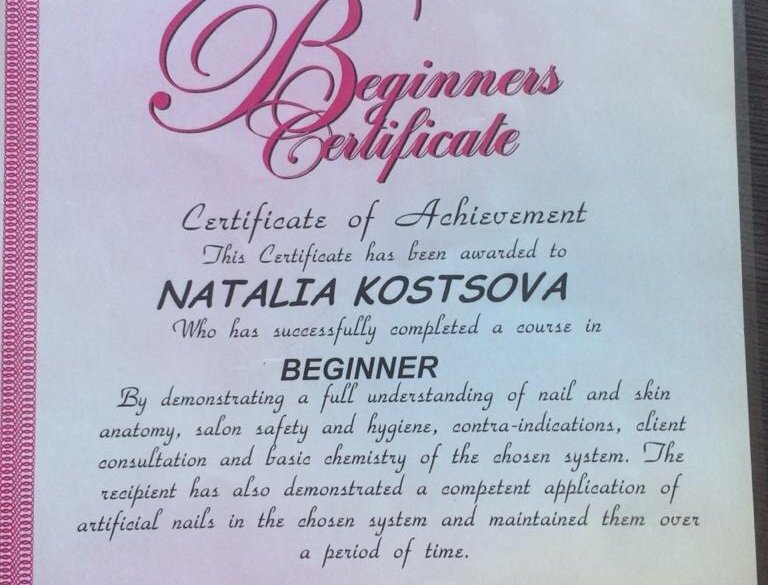 Beginners
Certificate
Certificate of Achievement
This Certificate has been awarded to
NATALIA KOSTSOVA
Who has successfully completed a course in
BEGINNER
By demonstrating a full understanding of nail and skin
anatomy, salon safety and hygiene, contra-indications, client
consultation and basic chemistry of the chosen system. The
recipient has also demonstrated a competent application of
artificial nails in the chosen system and maintained them over
a period of time.